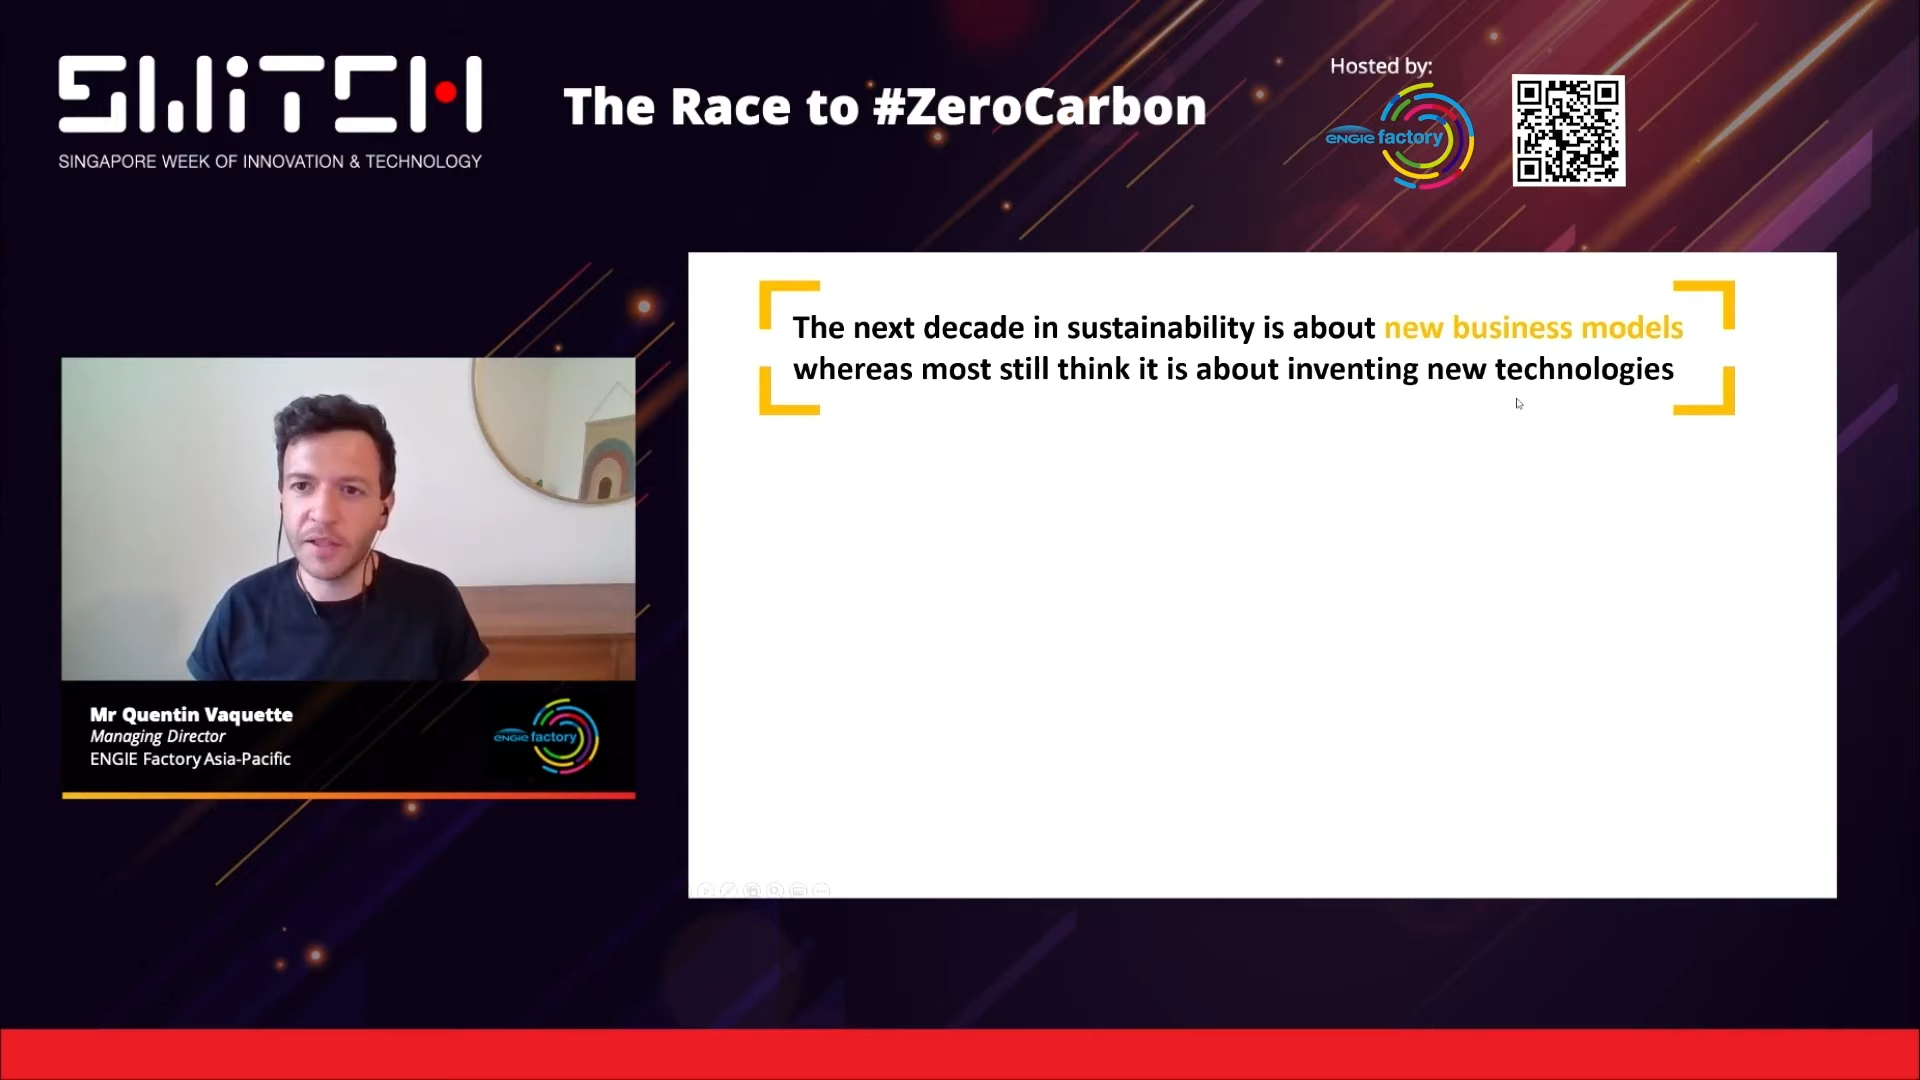 SWITCH
SINGAPORE WEEK OF INNOVATION & TECHNOLOGY
The Race to #ZeroCarbon
Hosted by:
ENGIE factory
The next decade in sustainability is about new business models
whereas most still think it is about inventing new technologies
Mr Quentin Vaquette
Managing Director
ENGIE Factory Asia-Pacific
ENGIE factory